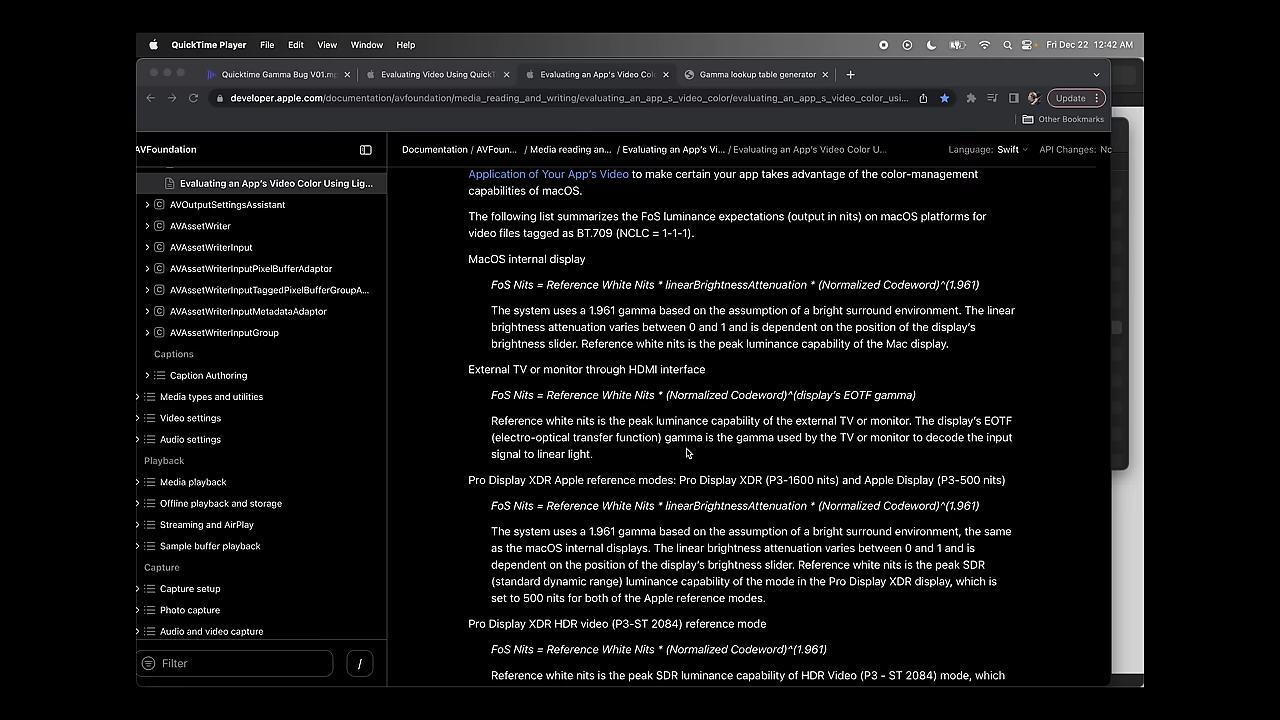 QuickTime Player File Edit View Window Help Fri Dec 22 12:42 AM
Quicktime Gamma Bug V01.m Evaluating Video Using Quick Evaluating an App's Video Co Gamma lookup table generator
developer.apple.com/documentation/avfoundation/media_reading_and_writing/evaluating_an_app_s_video_color/evaluating_an_app_s_video_color_usi... Update
Other Bookmarks
AVFoundation
Documentation / AVFoun... / Media reading an... / Evaluating an App's Vi... / Evaluating an App's Video Color U... Language: Swift API Changes: No
Evaluating an App's Video Color Using Lig...
AVOutputSettingsAssistant
AVAssetWriter
AVAssetWriterInput
AVAssetWriterInputPixelBufferAdaptor
AVAssetWriterInputTaggedPixelBufferGroupA...
AVAssetWriterInputMetadataAdaptor
AVAssetWriterInputGroup
Captions
Caption Authoring
Media types and utilities
Video settings
Audio settings
Playback
Media playback
Offline playback and storage
Streaming and AirPlay
Sample buffer playback
Capture
Capture setup
Photo capture
Audio and video capture
Filter /
Application of Your App's Video to make certain your app takes advantage of the color-management
capabilities of macOS.
The following list summarizes the FoS luminance expectations (output in nits) on macOS platforms for
video files tagged as BT.709 (NCLC = 1-1-1).
MacOS internal display
FoS Nits = Reference White Nits * linearBrightnessAttenuation * (Normalized Codeword)^(1.961)
The system uses a 1.961 gamma based on the assumption of a bright surround environment. The linear
brightness attenuation varies between 0 and 1 and is dependent on the position of the display's
brightness slider. Reference white nits is the peak luminance capability of the Mac display.
External TV or monitor through HDMI interface
FoS Nits = Reference White Nits * (Normalized Codeword)^(display's EOTF gamma)
Reference white nits is the peak luminance capability of the external TV or monitor. The display's EOTF
(electro-optical transfer function) gamma is the gamma used by the TV or monitor to decode the input
signal to linear light.
Pro Display XDR Apple reference modes: Pro Display XDR (P3-1600 nits) and Apple Display (P3-500 nits)
FoS Nits = Reference White Nits * linearBrightnessAttenuation * (Normalized Codeword)^(1.961)
The system uses a 1.961 gamma based on the assumption of a bright surround environment, the same
as the macOS internal displays. The linear brightness attenuation varies between 0 and 1 and is
dependent on the position of the display's brightness slider. Reference white nits is the peak SDR
(standard dynamic range) luminance capability of the mode in the Pro Display XDR display, which is
set to 500 nits for both of the Apple reference modes.
Pro Display XDR HDR video (P3-ST 2084) reference mode
FoS Nits = Reference White Nits * (Normalized Codeword)^(1.961)
Reference white nits is the peak SDR luminance capability of HDR Video (P3 - ST 2084) mode, which